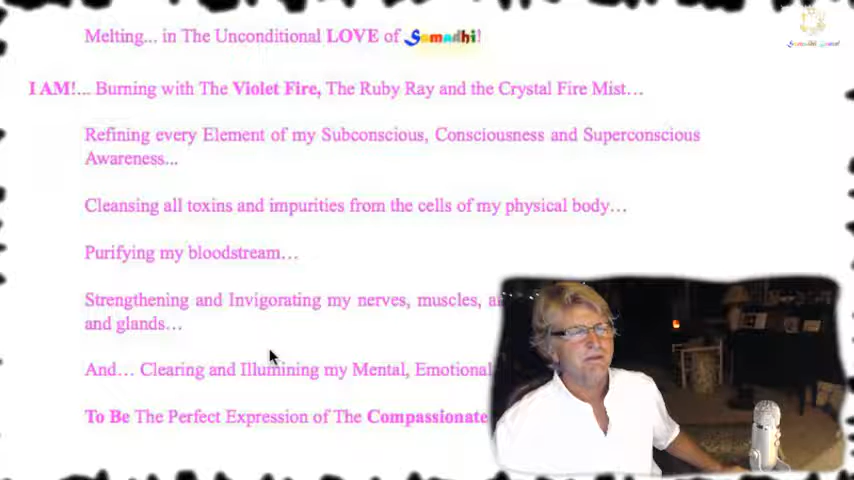 Melting... in The Unconditional LOVE of Samadhi!
I AM!... Burning with The Violet Fire, The Ruby Ray and the Crystal Fire Mist…
Refining every Element of my Subconscious, Consciousness and Superconscious
Awareness...
Cleansing all toxins and impurities from the cells of my physical body…
Purifying my bloodstream…
Strengthening and Invigorating my nerves, muscles,
and glands…
And… Clearing and Illumining my Mental, Emotional
To Be The Perfect Expression of The Compassionate